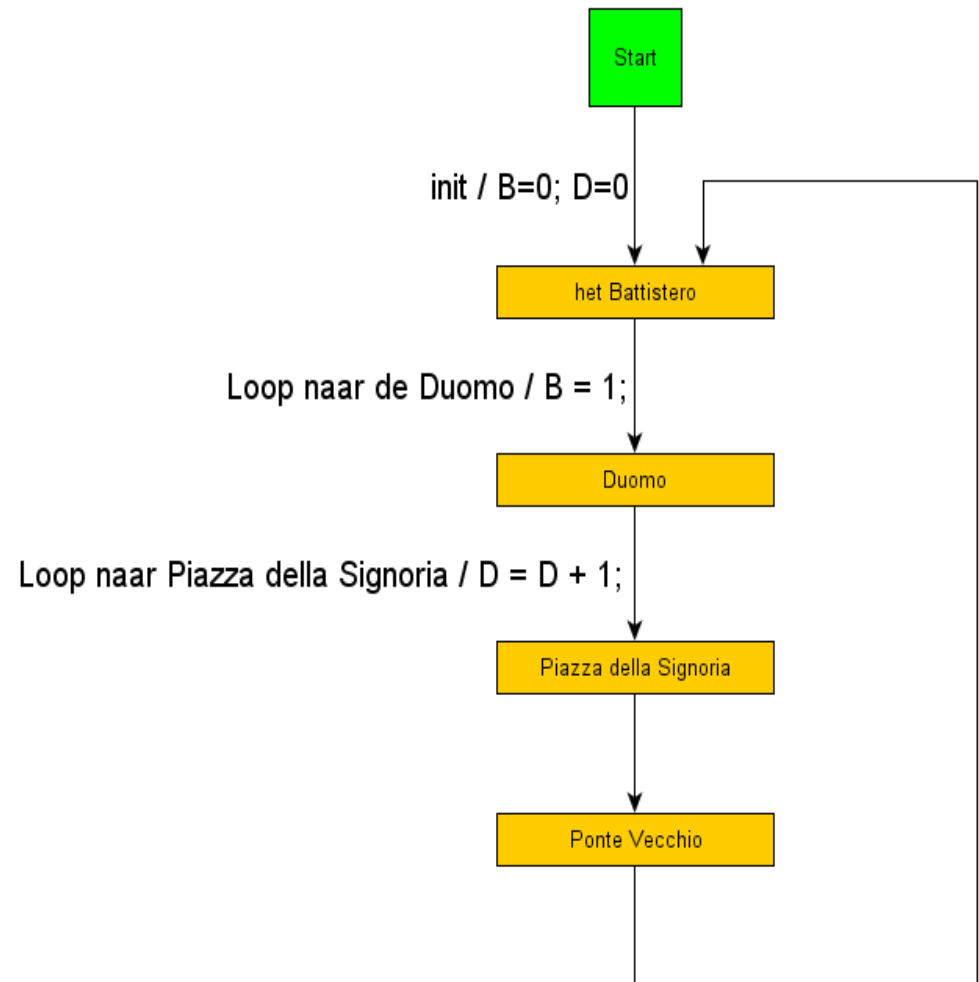 Start
init / B=0; D=0
het Battistero
Loop naar de Duomo / B = 1;
Duomo
Loop naar Piazza della Signoria / D = D + 1;
Piazza della Signoria
Ponte Vecchio